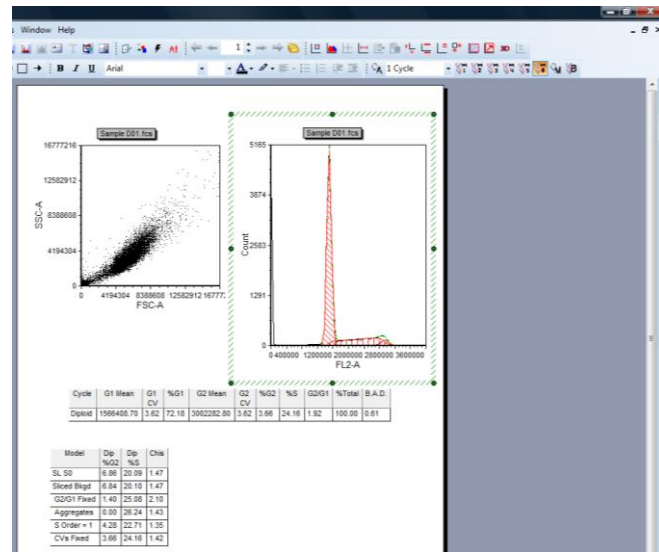 Window Help
1
B I U Arial
1 Cycle
Sample D01.fcs
16777216
12582912
8388608
4194304
0
SSC-A
0 4194304 8388608 12582912 1677
FSC-A
Sample D01.fcs
5165
3874
2583
1291
0
Count
0 400000 1200000 2000000 2800000 3600000
FL2-A
Cycle G1 Mean G1 CV %G1 G2 Mean G2 CV %G2 %S G2/G1 %Total B.A.D.
Diploid 1566408.70 3.62 72.18 3002282.80 3.62 3.66 24.16 1.92 100.00 0.61
Model Dip %G2 Dip %S Chis
SL S0 6.86 20.09 1.47
Sliced Bkgd 6.84 20.10 1.47
G2/G1 Fixed 1.40 25.08 2.10
Aggregates 0.00 26.24 1.43
S Order = 1 4.28 22.71 1.35
CVs Fixed 3.66 24.16 1.42